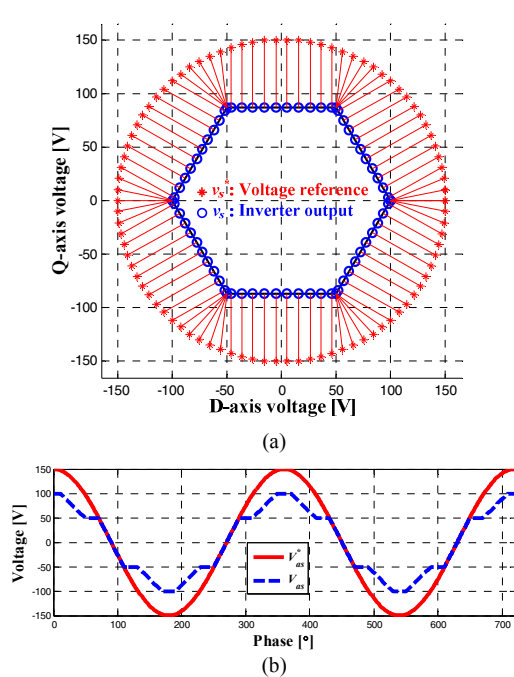 150
100
50
0
-50
-100
-150
Q-axis voltage [V]
vs*: Voltage reference
vs : Inverter output
-150 -100 -50 0 50 100 150
D-axis voltage [V]
(a)
150
100
50
0
-50
-100
-150
Voltage [V]
V*as
Vas
0 100 200 300 400 500 600 700
Phase [°]
(b)